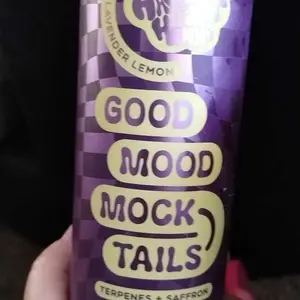 LAVENDER LEMON
GOOD
MOOD
MOCK
TAILS
TERPENES + SAFFRON